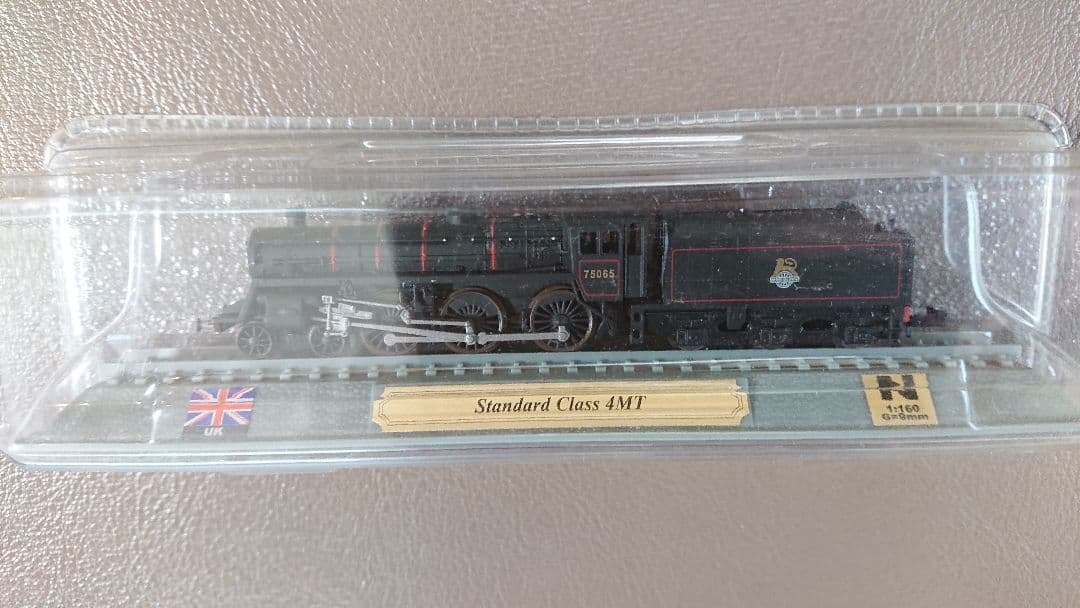 75065
UK
Standard Class 4MT
N
1:160
G=9mm